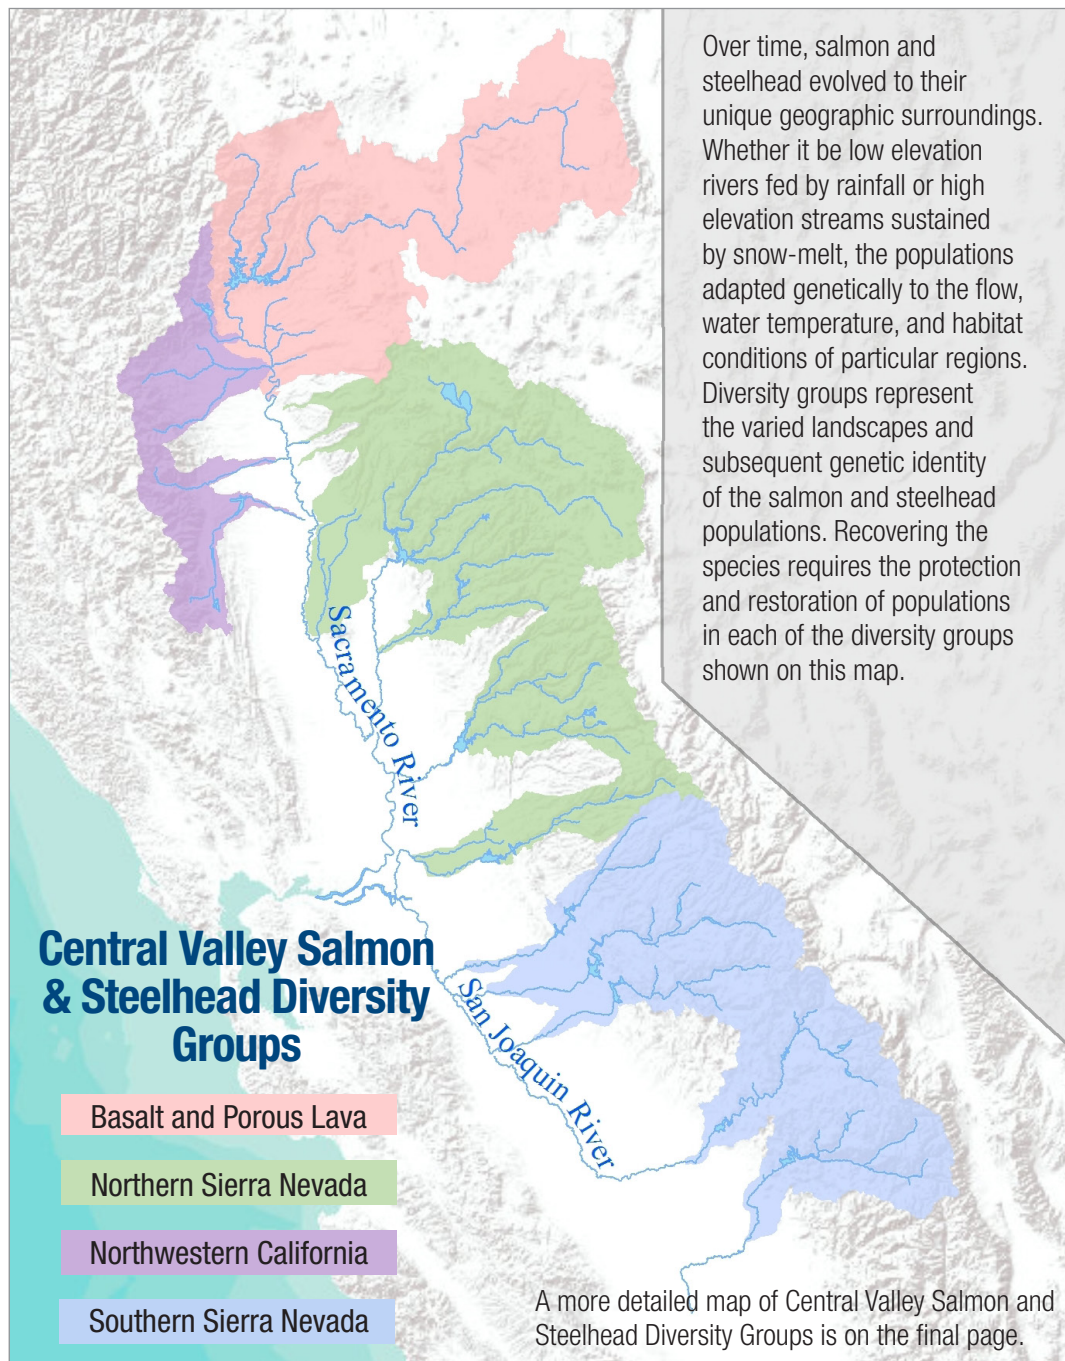 Over time, salmon and
steelhead evolved to their
unique geographic surroundings.
Whether it be low elevation
rivers fed by rainfall or high
elevation streams sustained
by snow-melt, the populations
adapted genetically to the flow,
water temperature, and habitat
conditions of particular regions.
Diversity groups represent
the varied landscapes and
subsequent genetic identity
of the salmon and steelhead
populations. Recovering the
species requires the protection
and restoration of populations
in each of the diversity groups
shown on this map.
Sacramento River
San Joaquin River
Central Valley Salmon
& Steelhead Diversity
Groups
Basalt and Porous Lava
Northern Sierra Nevada
Northwestern California
Southern Sierra Nevada
A more detailed map of Central Valley Salmon and
Steelhead Diversity Groups is on the final page.